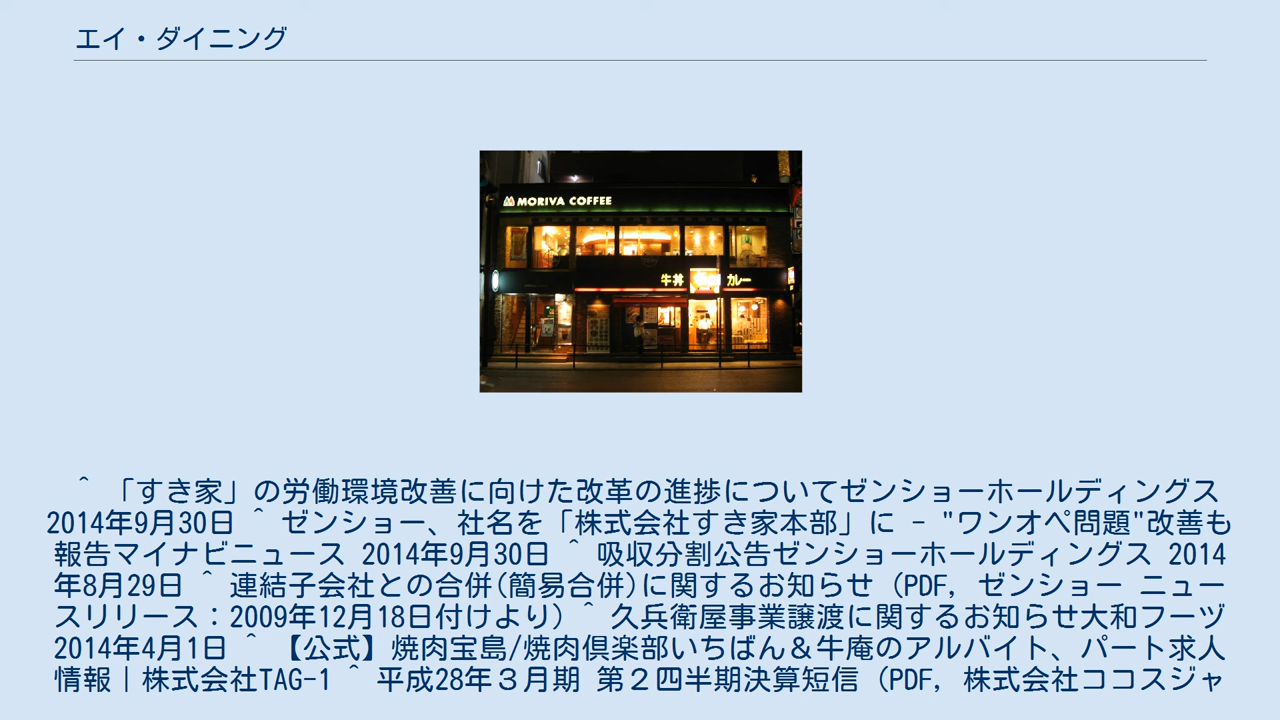 エイ・ダイニング
MORIVA COFFEE
牛丼 カレー
^ 「すき家」の労働環境改善に向けた改革の進捗についてゼンショーホールディングス
2014年9月30日 ^ ゼンショー、社名を「株式会社すき家本部」に - "ワンオペ問題"改善も
報告マイナビニュース 2014年9月30日 ^ 吸収分割公告ゼンショーホールディングス 2014
年8月29日 ^ 連結子会社との合併(簡易合併)に関するお知らせ (PDF, ゼンショー ニュー
スリリース：2009年12月18日付けより) ^ 久兵衛屋事業譲渡に関するお知らせ大和フーヅ
2014年4月1日 ^ 【公式】焼肉宝島/焼肉倶楽部いちばん＆牛庵のアルバイト、パート求人
情報｜株式会社TAG-1 ^ 平成28年３月期 第２四半期決算短信 (PDF, 株式会社ココスジャ